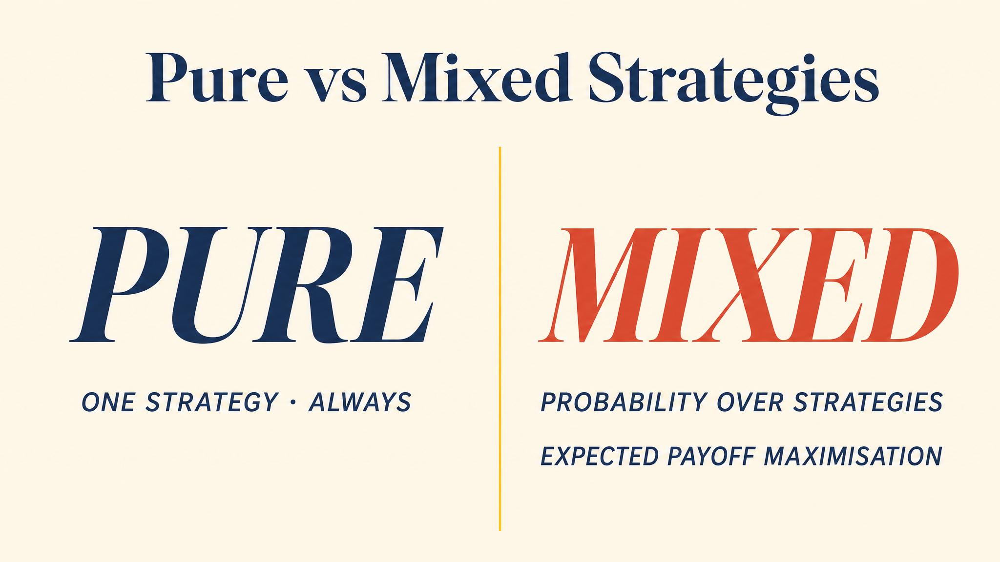 Pure vs Mixed Strategies
PURE
ONE STRATEGY · ALWAYS
MIXED
PROBABILITY OVER STRATEGIES
EXPECTED PAYOFF MAXIMISATION